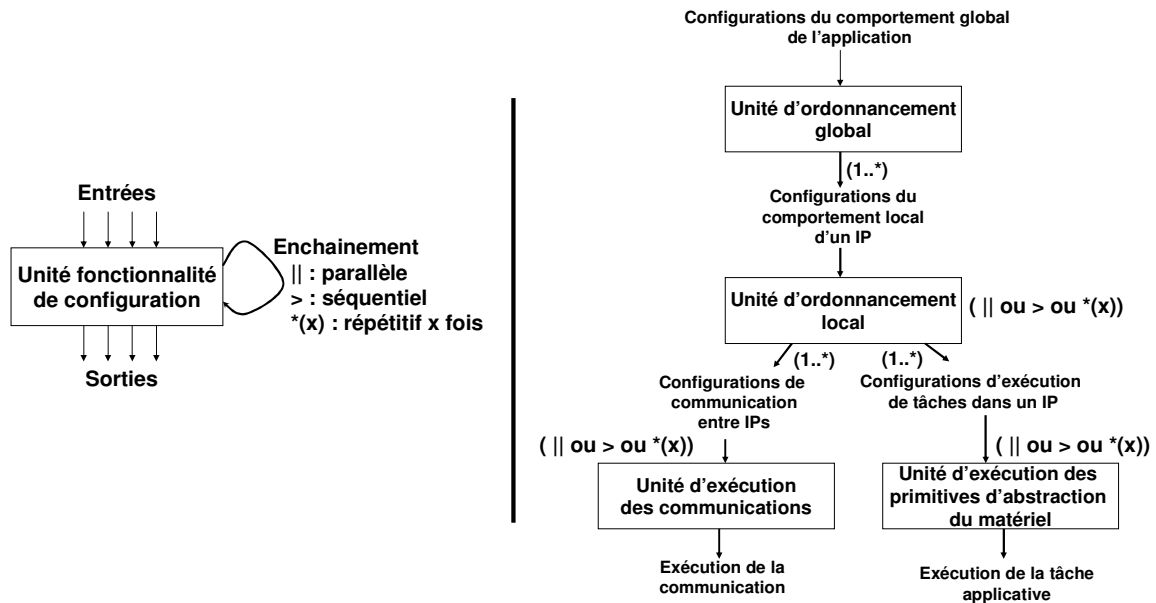 Entrées
Unité fonctionnalité
de configuration
Enchainement
|| : parallèle
> : séquentiel
*(x) : répétitif x fois
Sorties
Configurations du comportement global
de l'application
Unité d'ordonnancement
global
(1..*)
Configurations du
comportement local
d'un IP
Unité d'ordonnancement
local
( || ou > ou *(x))
(1..*)
(1..*)
Configurations de
communication
entre IPs
Configurations d'exécution
de tâches dans un IP
( || ou > ou *(x))
( || ou > ou *(x))
Unité d'exécution
des communications
Unité d'exécution des
primitives d'abstraction
du matériel
Exécution de la
communication
Exécution de la tâche
applicative